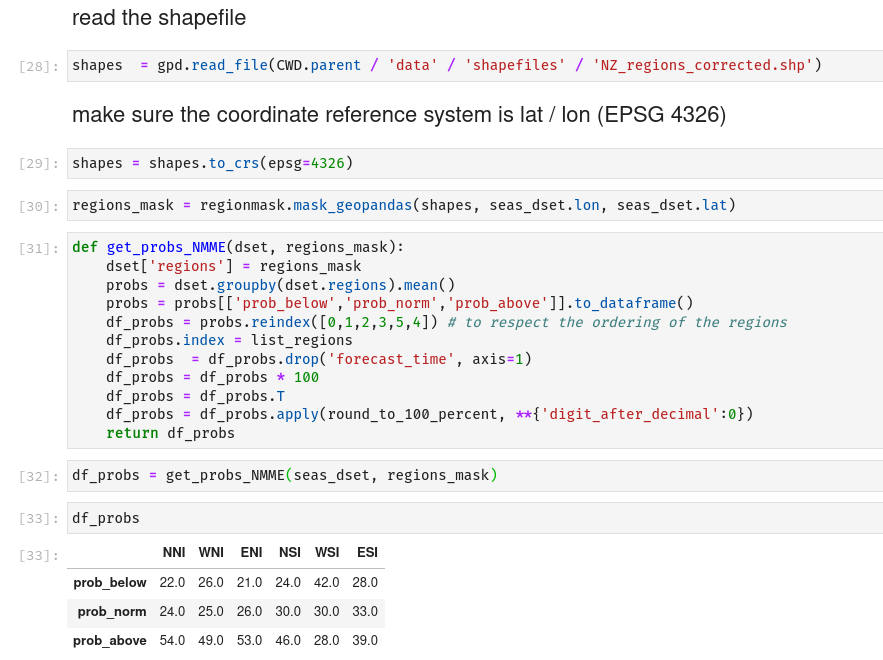 read the shapefile
[28]: shapes  = gpd.read_file(CWD.parent / 'data' / 'shapefiles' / 'NZ_regions_corrected.shp')
make sure the coordinate reference system is lat / lon (EPSG 4326)
[29]: shapes = shapes.to_crs(epsg=4326)
[30]: regions_mask = regionmask.mask_geopandas(shapes, seas_dset.lon, seas_dset.lat)
[31]: def get_probs_NMME(dset, regions_mask):
    dset['regions'] = regions_mask
    probs = dset.groupby(dset.regions).mean()
    probs = probs[['prob_below','prob_norm','prob_above']].to_dataframe()
    df_probs = probs.reindex([0,1,2,3,5,4]) # to respect the ordering of the regions
    df_probs.index = list_regions
    df_probs  = df_probs.drop('forecast_time', axis=1)
    df_probs = df_probs * 100
    df_probs = df_probs.T
    df_probs = df_probs.apply(round_to_100_percent, **{'digit_after_decimal':0})
    return df_probs
[32]: df_probs = get_probs_NMME(seas_dset, regions_mask)
[33]: df_probs
[33]: NNI WNI ENI NSI WSI ESI
prob_below 22.0 26.0 21.0 24.0 42.0 28.0
prob_norm 24.0 25.0 26.0 30.0 30.0 33.0
prob_above 54.0 49.0 53.0 46.0 28.0 39.0